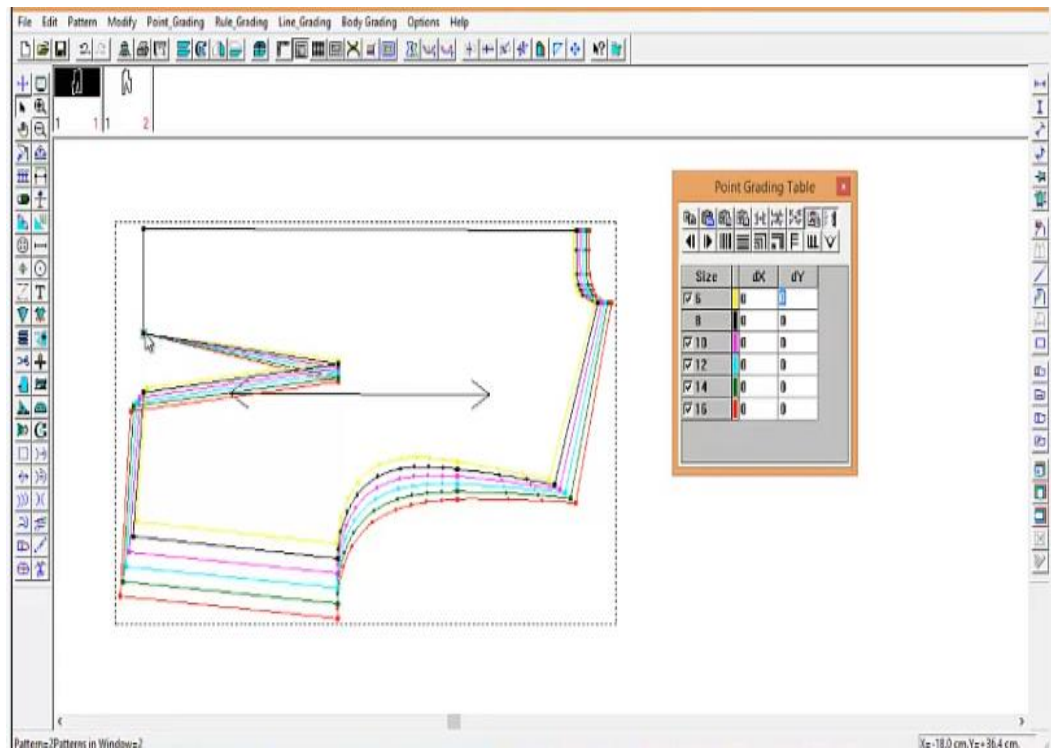 File Edit Pattern Modify Point_Grading Rule_Grading Line_Grading Body Grading Options Help
1 1 1 2
Point Grading Table
Size dX dY
6 0 0
8 0 0
10 0 0
12 0 0
14 0 0
16 0 0
Pattern=2Patterns in Window=2
X=-18.0 cm,Y=+36.4 cm,